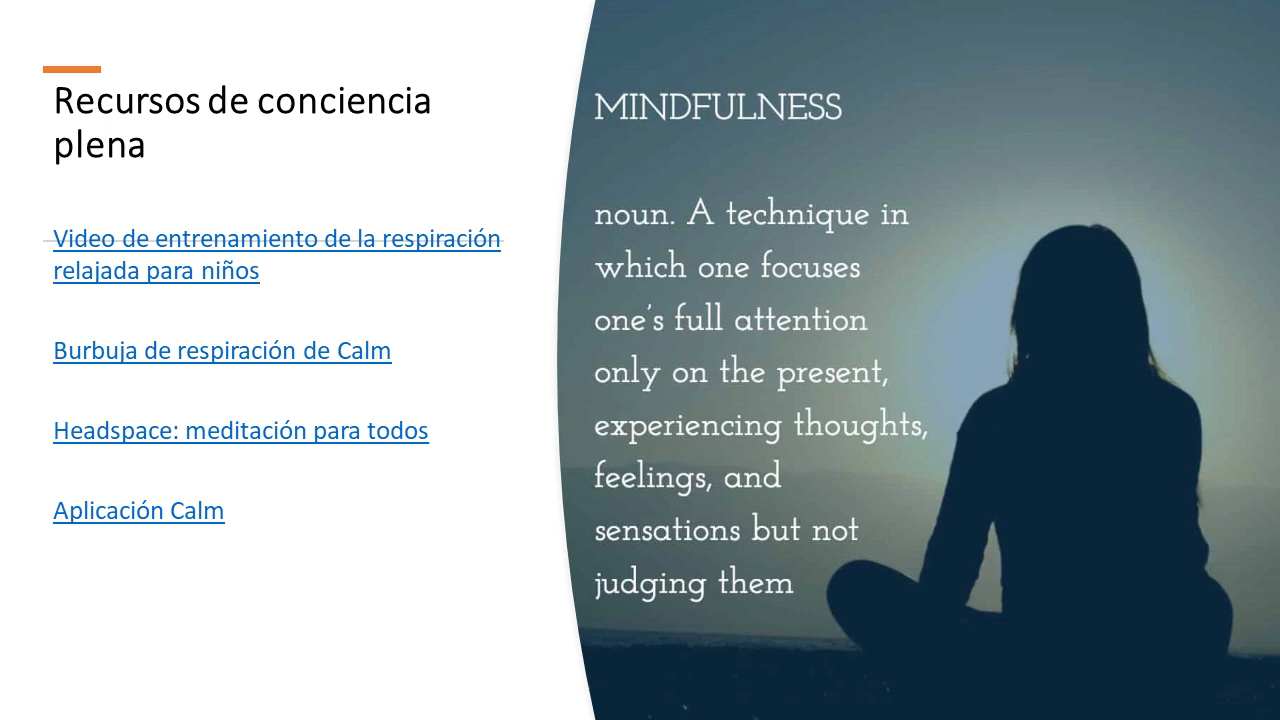 Recursos de conciencia
plena
Video de entrenamiento de la respiración
relajada para niños
Burbuja de respiración de Calm
Headspace: meditación para todos
Aplicación Calm
MINDFULNESS
noun. A technique in
which one focuses
one's full attention
only on the present,
experiencing thoughts,
feelings, and
sensations but not
judging them